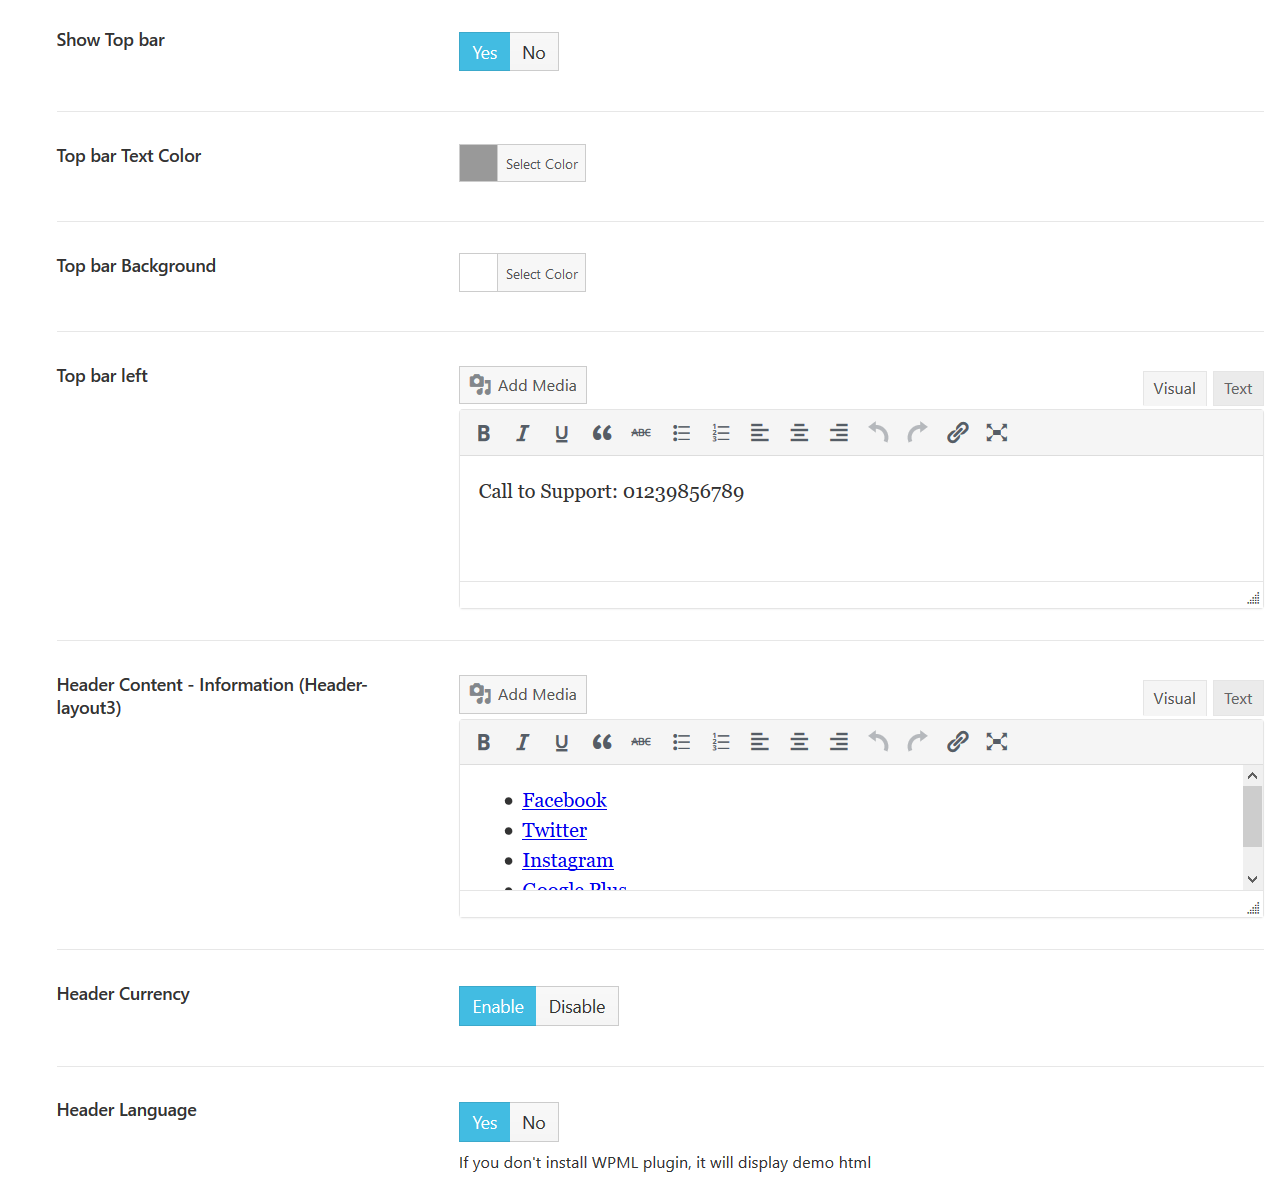 Show Top bar
Yes No
Top bar Text Color
Select Color
Top bar Background
Select Color
Top bar left
Add Media
Visual Text
B I U ABC
Call to Support: 01239856789
Header Content - Information (Header-
layout3)
Add Media
Visual Text
B I U ABC
Facebook
Twitter
Instagram
Google Plus
Header Currency
Enable Disable
Header Language
Yes No
If you don't install WPML plugin, it will display demo html